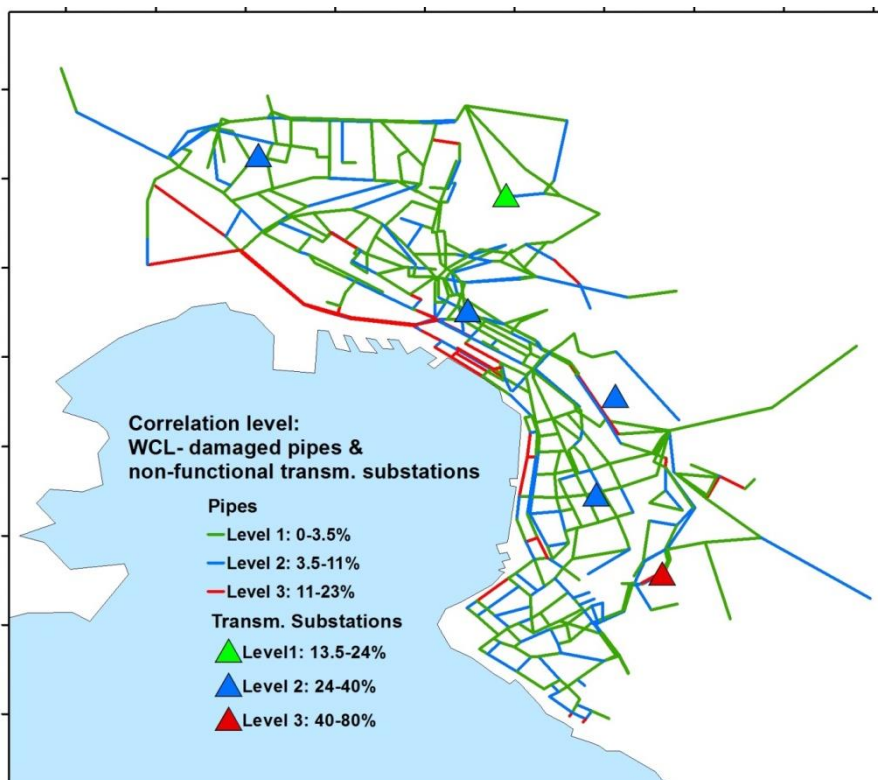 Correlation level:
WCL- damaged pipes &
non-functional transm. substations
Pipes
Level 1: 0-3.5%
Level 2: 3.5-11%
Level 3: 11-23%
Transm. Substations
Level1: 13.5-24%
Level 2: 24-40%
Level 3: 40-80%